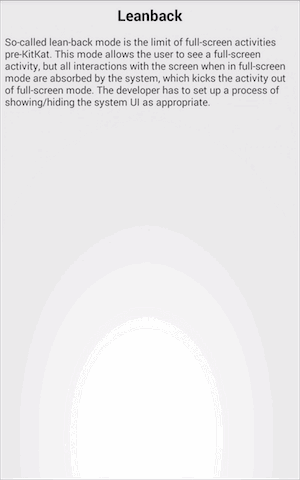 Leanback
So-called lean-back mode is the limit of full-screen activities
pre-KitKat. This mode allows the user to see a full-screen
activity, but all interactions with the screen when in full-screen
mode are absorbed by the system, which kicks the activity out
of full-screen mode. The developer has to set up a process of
showing/hiding the system UI as appropriate.